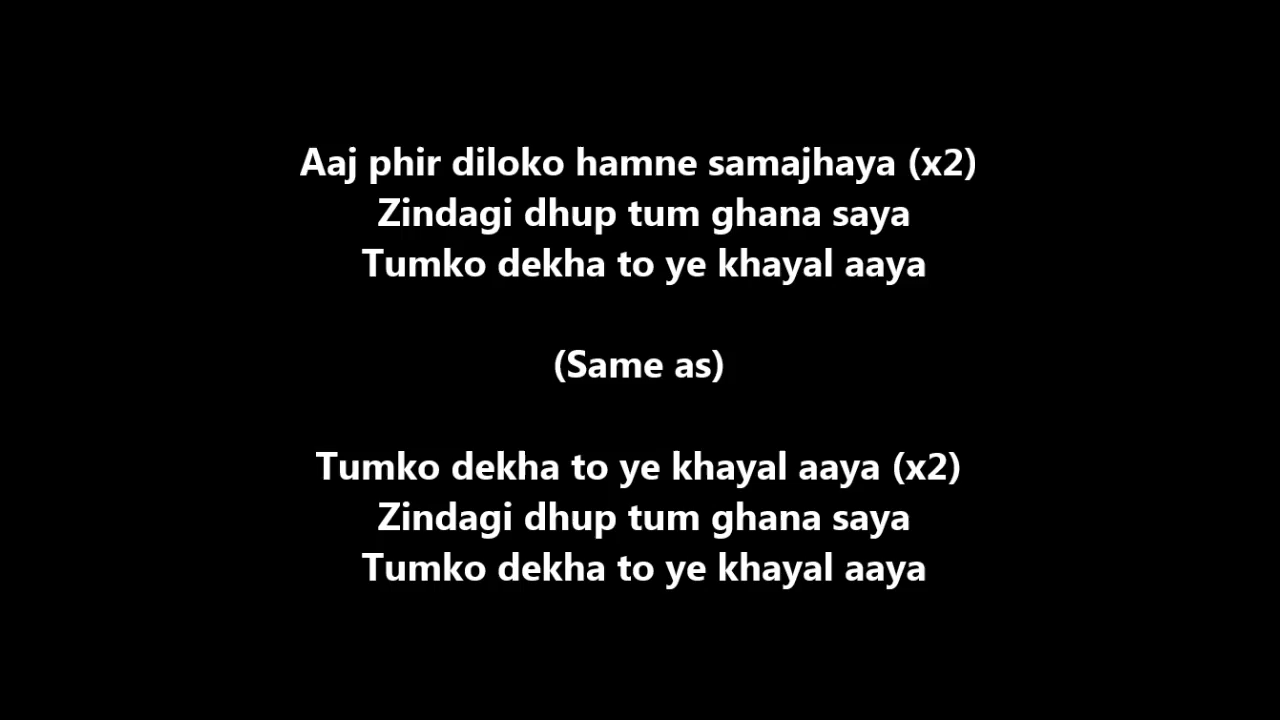 Aaj phir diloko hamne samajhaya (x2)
Zindagi dhup tum ghana saya
Tumko dekha to ye khayal aaya
(Same as)
Tumko dekha to ye khayal aaya (x2)
Zindagi dhup tum ghana saya
Tumko dekha to ye khayal aaya